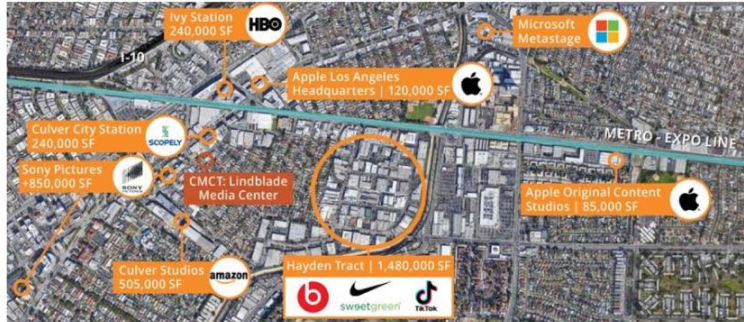 Ivy Station
240,000 SF
HBO
I-10
Microsoft
Metastage
Apple Los Angeles
Headquarters | 120,000 SF
Culver City Station
240,000 SF
SCOPELY
METRO - EXPO LINE
Sony Pictures
+850,000 SF
SONY
PICTURES
CMCT: Lindblade
Media Center
Apple Original Content
Studios | 85,000 SF
Culver Studios
505,000 SF
amazon
Hayden Tract | 1,480,000 SF
b
sweetgreen
TikTok